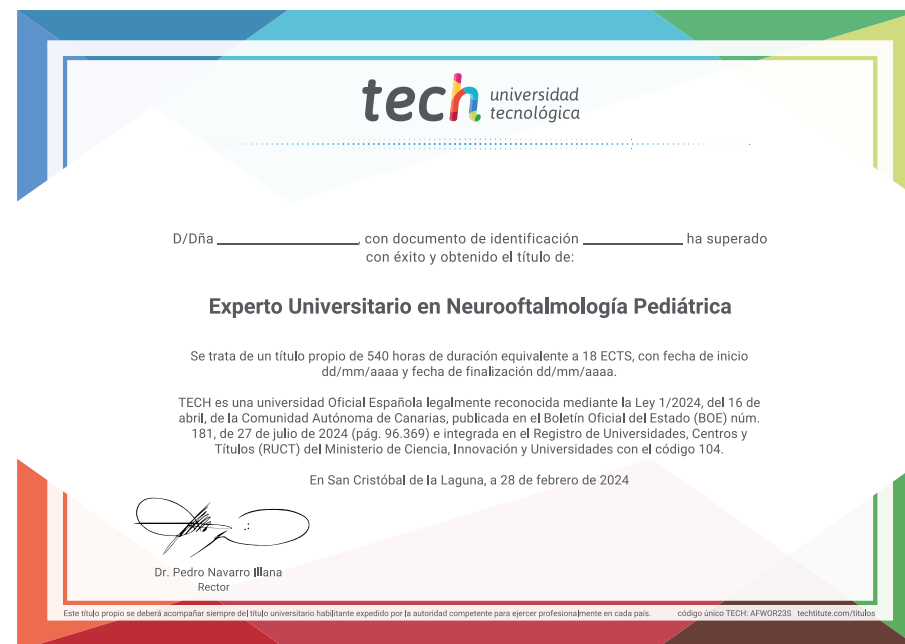 tech universidad
tecnológica
D/Dña ____________________, con documento de identificación ______________ ha superado
con éxito y obtenido el título de:
Experto Universitario en Neurooftalmología Pediátrica
Se trata de un título propio de 540 horas de duración equivalente a 18 ECTS, con fecha de inicio
dd/mm/aaaa y fecha de finalización dd/mm/aaaa.
TECH es una universidad Oficial Española legalmente reconocida mediante la Ley 1/2024, del 16 de
abril, de la Comunidad Autónoma de Canarias, publicada en el Boletín Oficial del Estado (BOE) núm.
181, de 27 de julio de 2024 (pág. 96.369) e integrada en el Registro de Universidades, Centros y
Títulos (RUCT) del Ministerio de Ciencia, Innovación y Universidades con el código 104.
En San Cristóbal de la Laguna, a 28 de febrero de 2024
Dr. Pedro Navarro Illana
Rector
Este título propio se deberá acompañar siempre del título universitario habilitante expedido por la autoridad competente para ejercer profesionalmente en cada país. código único TECH: AFWOR23S techtitute.com/titulos